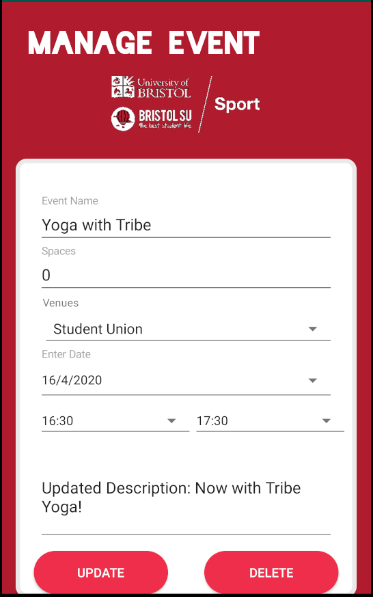 MANAGE EVENT
University of
BRISTOL
BRISTOL SU
The best student life
Sport
Event Name
Yoga with Tribe
Spaces
0
Venues
Student Union
Enter Date
16/4/2020
16:30 17:30
Updated Description: Now with Tribe
Yoga!
UPDATE DELETE